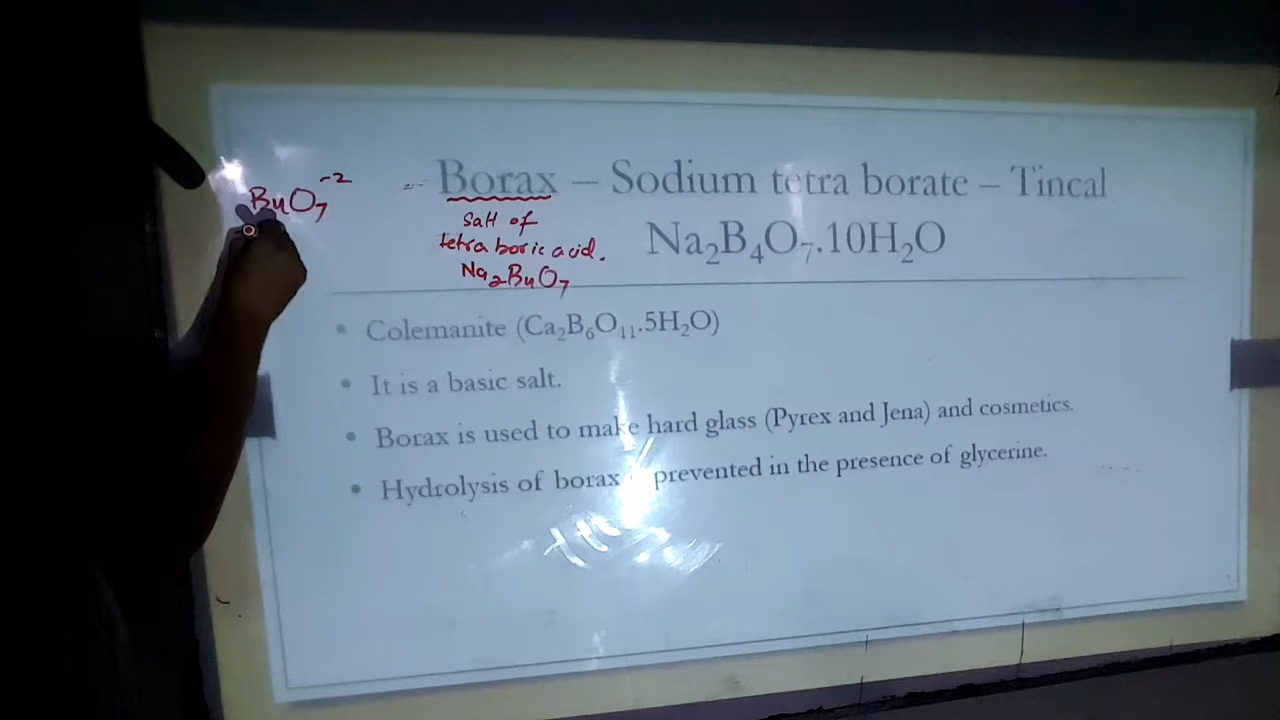 B₄O₇⁻² = Borax – Sodium tetra borate – Tincal
Salt of
tetra boric acid.
Na₂B₄O₇
Na₂B₄O₇.10H₂O
• Colemanite (Ca₂B₆O₁₁.5H₂O)
• It is a basic salt.
• Borax is used to make hard glass (Pyrex and Jena) and cosmetics.
• Hydrolysis of borax prevented in the presence of glycerine.